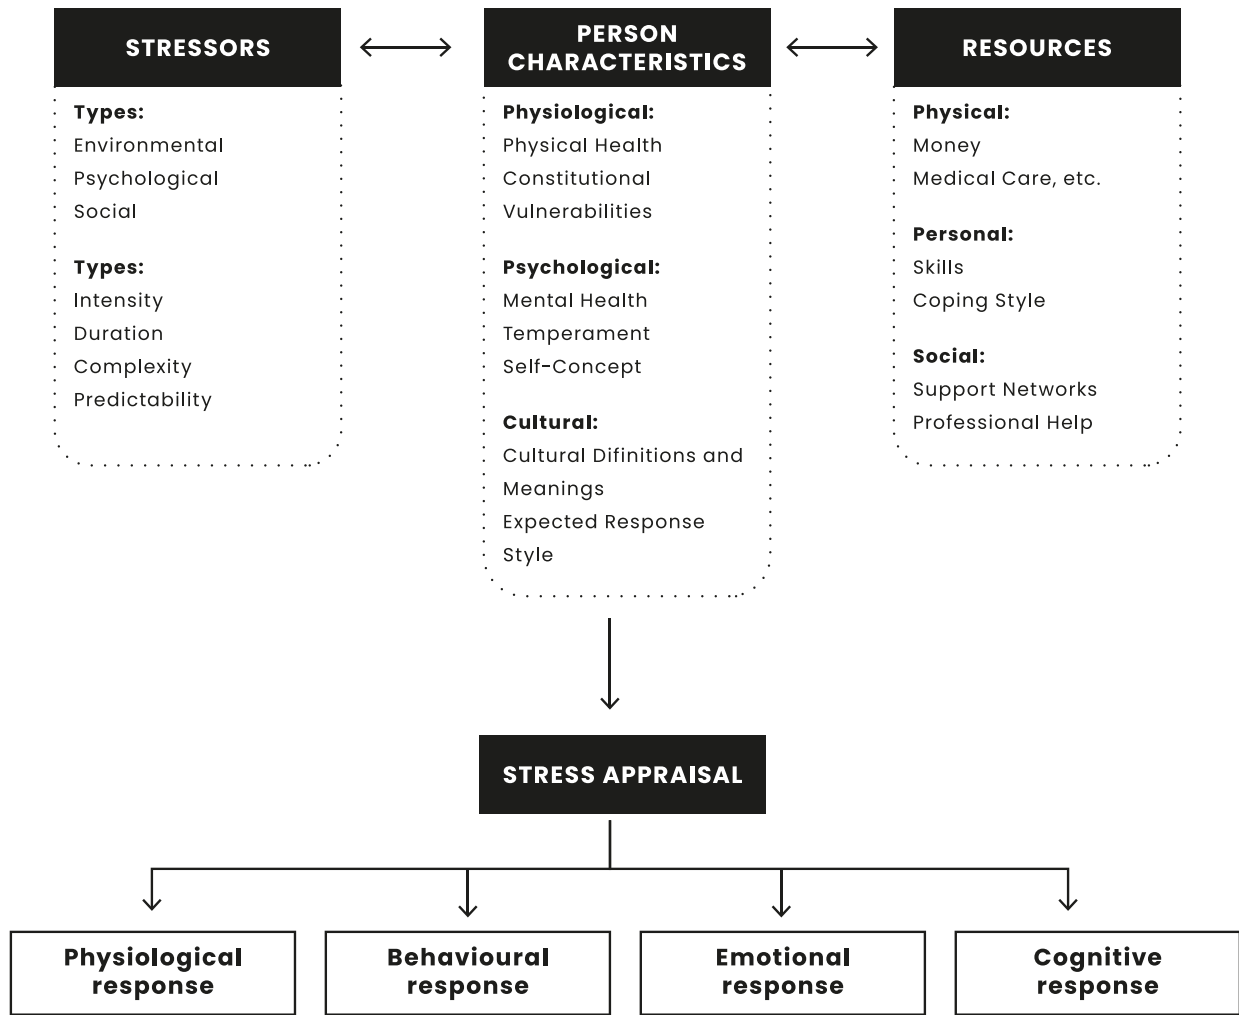 STRESSORS
Types:
Environmental
Psychological
Social
Types:
Intensity
Duration
Complexity
Predictability
PERSON
CHARACTERISTICS
Physiological:
Physical Health
Constitutional
Vulnerabilities
Psychological:
Mental Health
Temperament
Self-Concept
Cultural:
Cultural Difinitions and
Meanings
Expected Response
Style
RESOURCES
Physical:
Money
Medical Care, etc.
Personal:
Skills
Coping Style
Social:
Support Networks
Professional Help
STRESS APPRAISAL
Physiological
response
Behavioural
response
Emotional
response
Cognitive
response